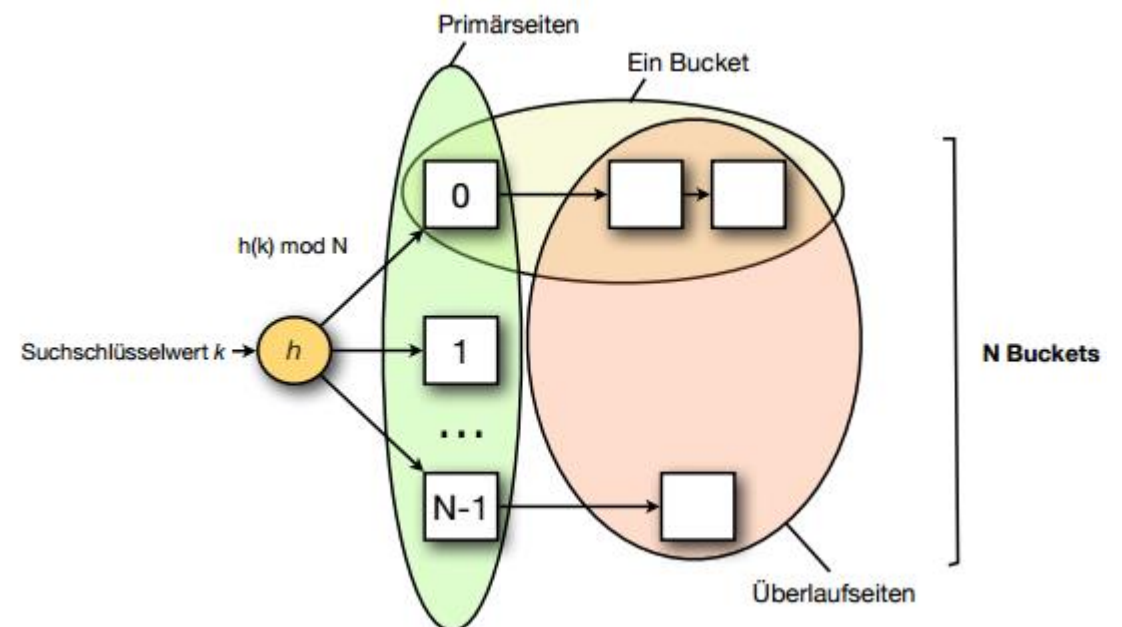 Primärseiten
Ein Bucket
0
h(k) mod N
Suchschlüsselwert k
h
1
N Buckets
...
N-1
Überlaufseiten